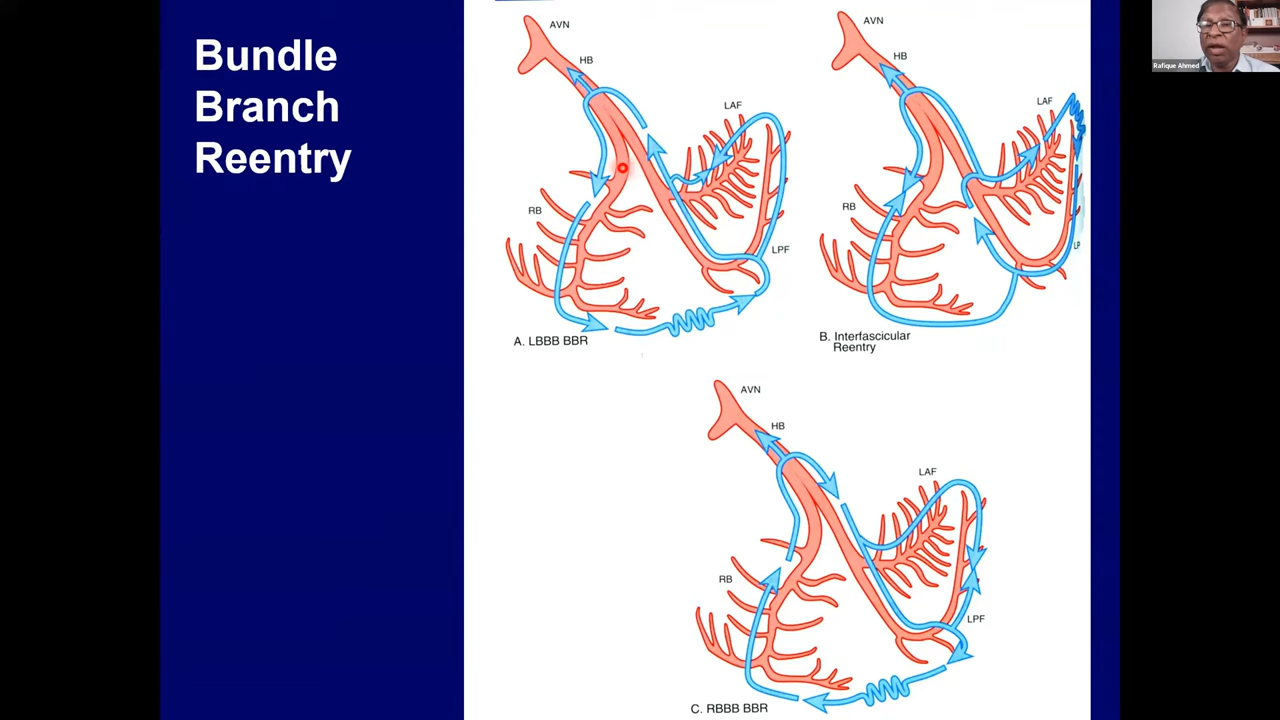 Bundle
Branch
Reentry
AVN
HB
LAF
RB
LPF
A. LBBB BBR
AVN
HB
LAF
RB
LP
B. Interfascicular
Reentry
AVN
HB
LAF
RB
LPF
C. RBBB BBR
Rafique Ahmed